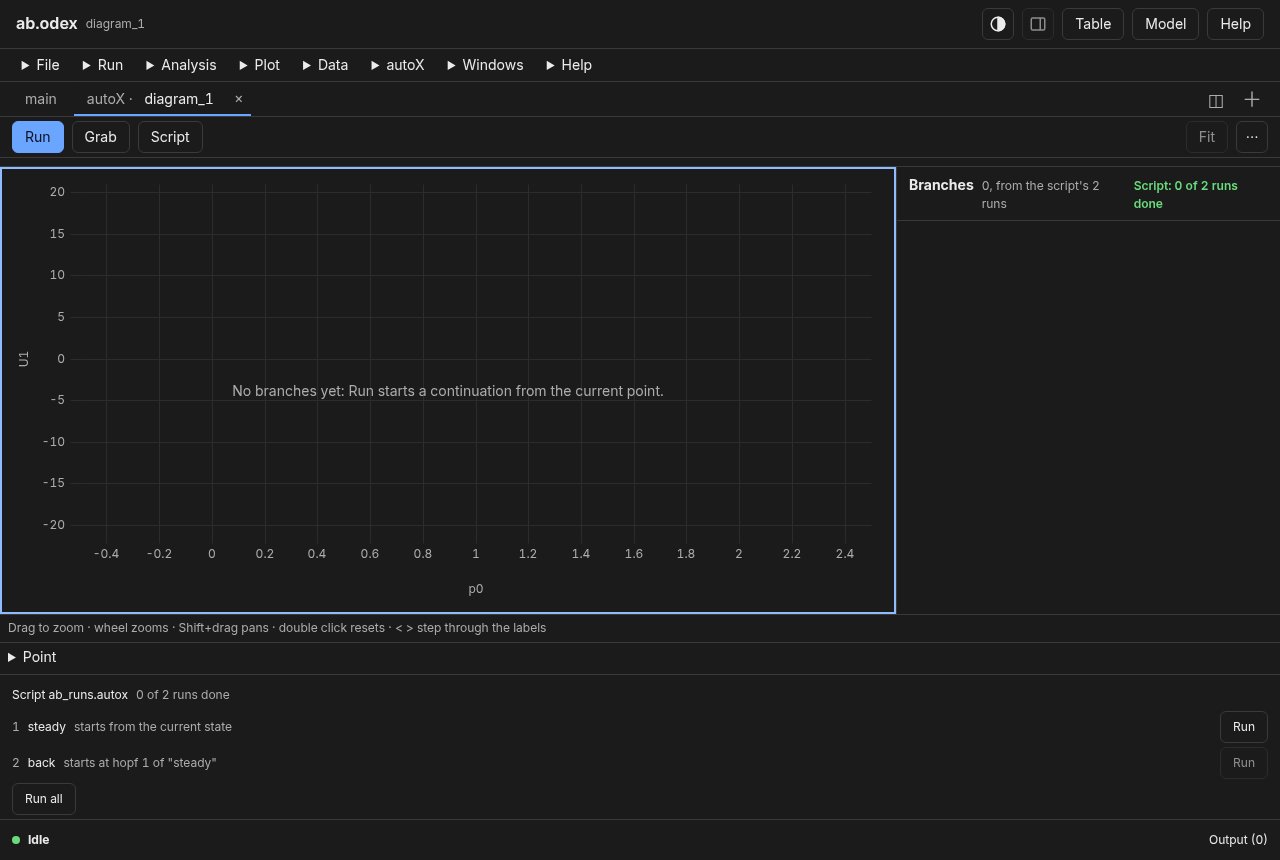 ab.odex diagram_1 Table Model Help
File Run Analysis Plot Data autoX Windows Help
main autoX · diagram_1 ×
Run Grab Script Fit ···
Branches 0, from the script's 2 runs Script: 0 of 2 runs done
20
15
10
5
0
-5
-10
-15
-20
U1
No branches yet: Run starts a continuation from the current point.
-0.4 -0.2 0 0.2 0.4 0.6 0.8 1 1.2 1.4 1.6 1.8 2 2.2 2.4
p0
Drag to zoom · wheel zooms · Shift+drag pans · double click resets · < > step through the labels
Point
Script ab_runs.autox 0 of 2 runs done
1 steady starts from the current state Run
2 back starts at hopf 1 of "steady" Run
Run all
Idle Output (0)